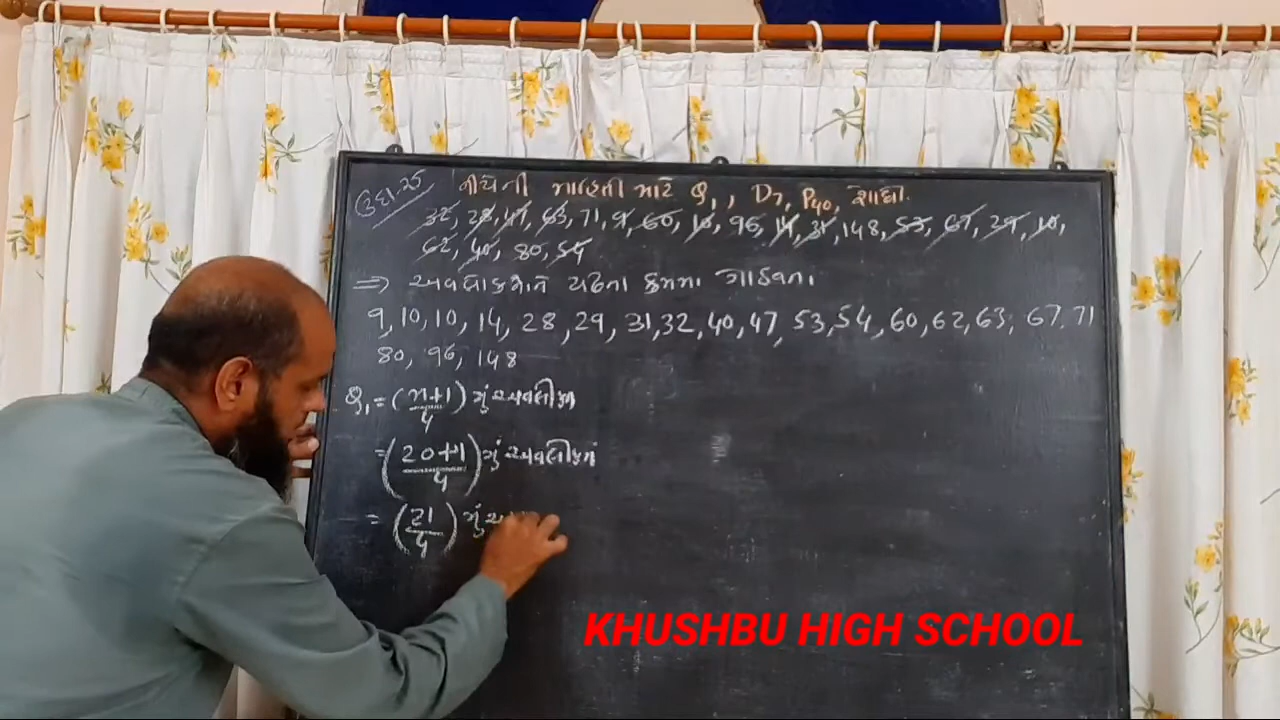 ઉદા.25 નીચેની માહિતી માટે Q₁, D₇, P₄₀, શોધો.
32, 28, 47, 63, 71, 9, 60, 10, 96, 14, 31, 148, 53, 67, 29, 10,
62, 40, 80, 54
⇒ અવલોકનોને ચઢતા ક્રમમા ગોઠવતા
9, 10, 10, 14, 28, 29, 31, 32, 40, 47, 53, 54, 60, 62, 63, 67, 71
80, 96, 148
Q₁ = (n+1/4) મું અવલોકન
= (20+1/4) મું અવલોકન
= (21/4) મું
KHUSHBU HIGH SCHOOL